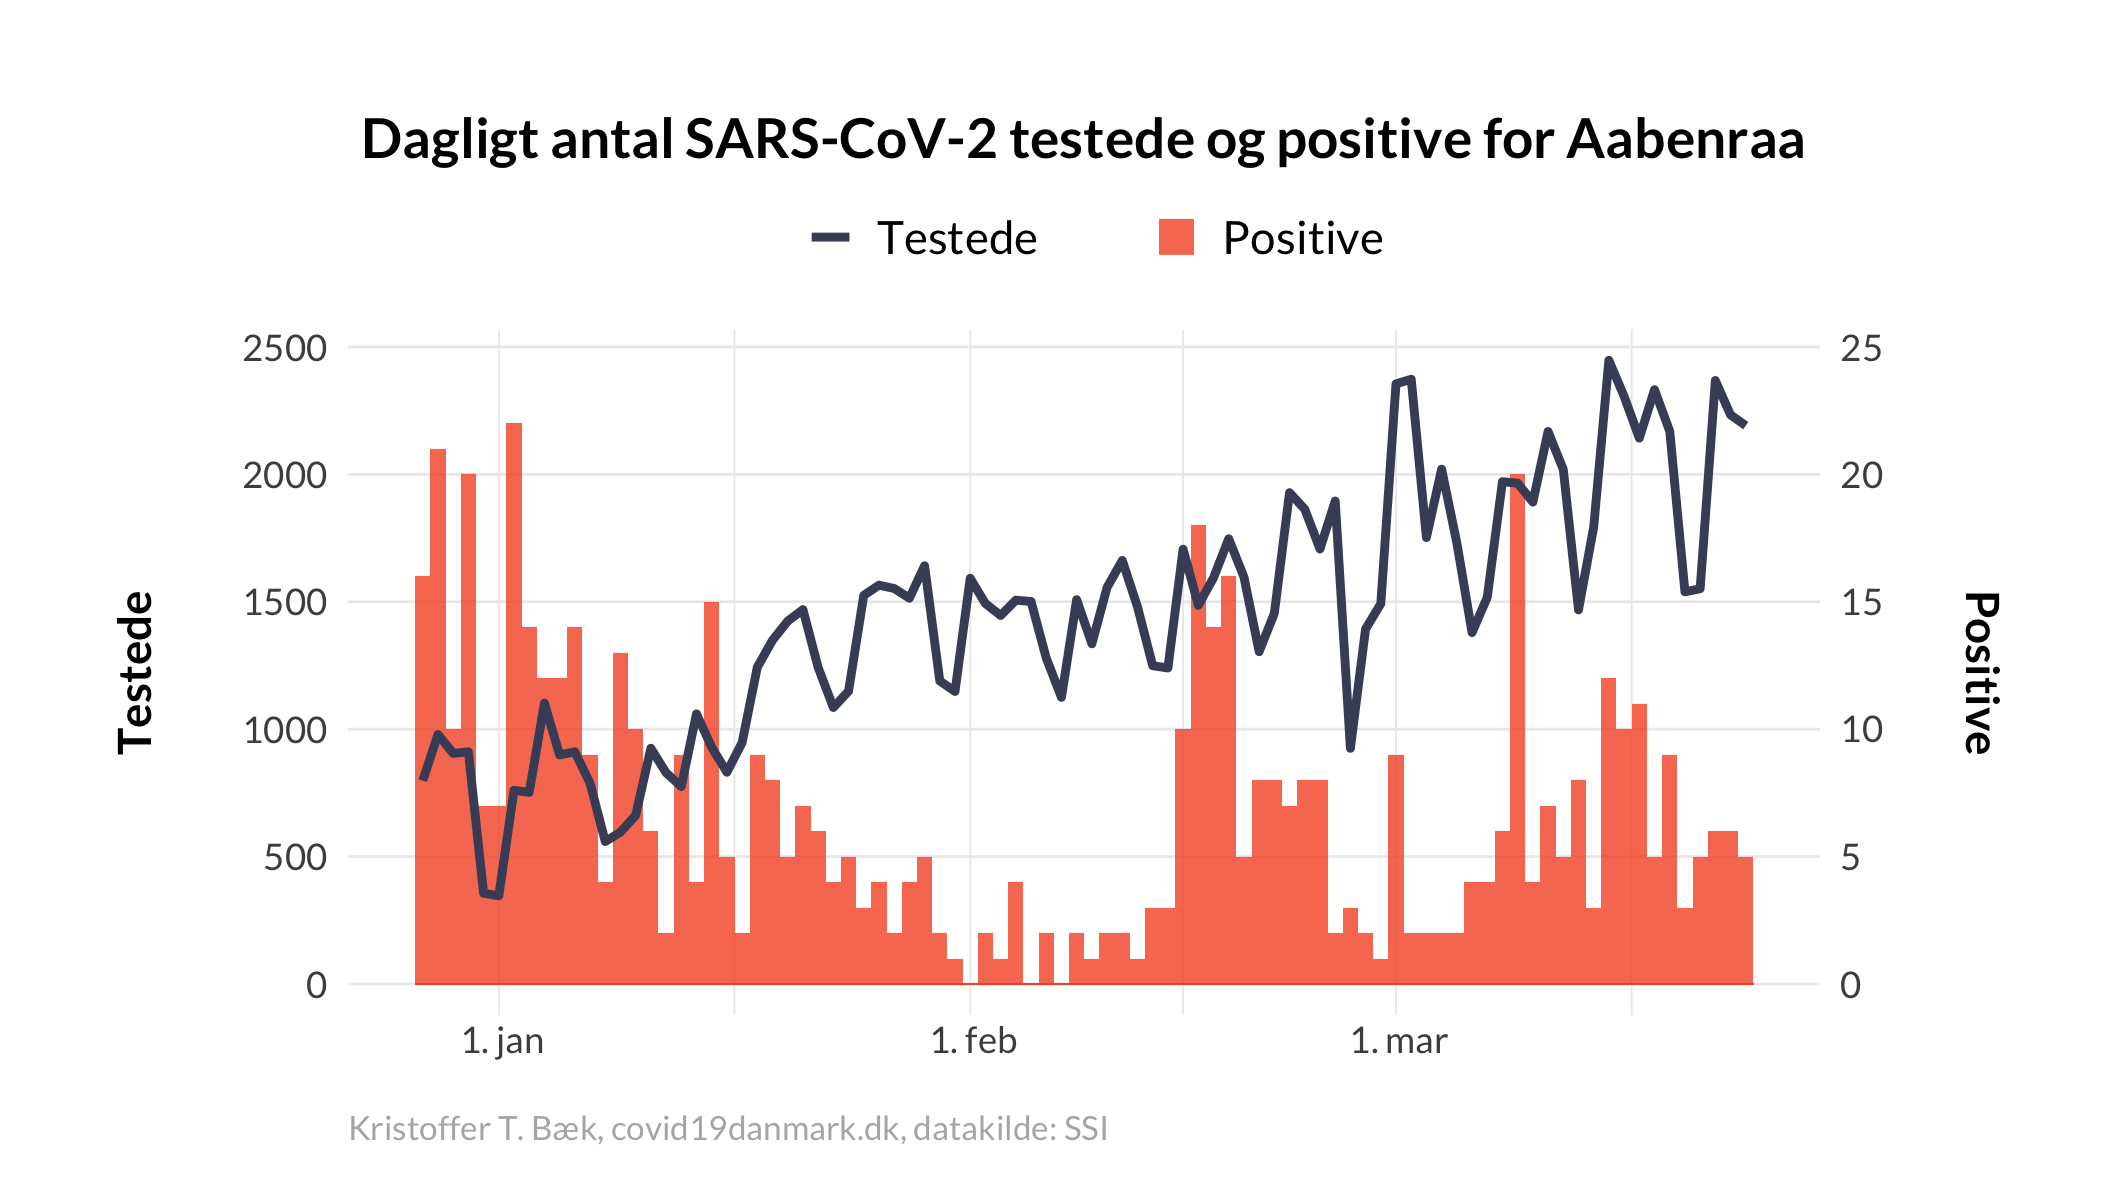 Dagligt antal SARS-CoV-2 testede og positive for Aabenraa
Testede
Positive
2500
2000
1500
1000
500
0
Testede
25
20
15
10
5
0
Positive
1. jan
1. feb
1. mar
Kristoffer T. Bæk, covid19danmark.dk, datakilde: SSI